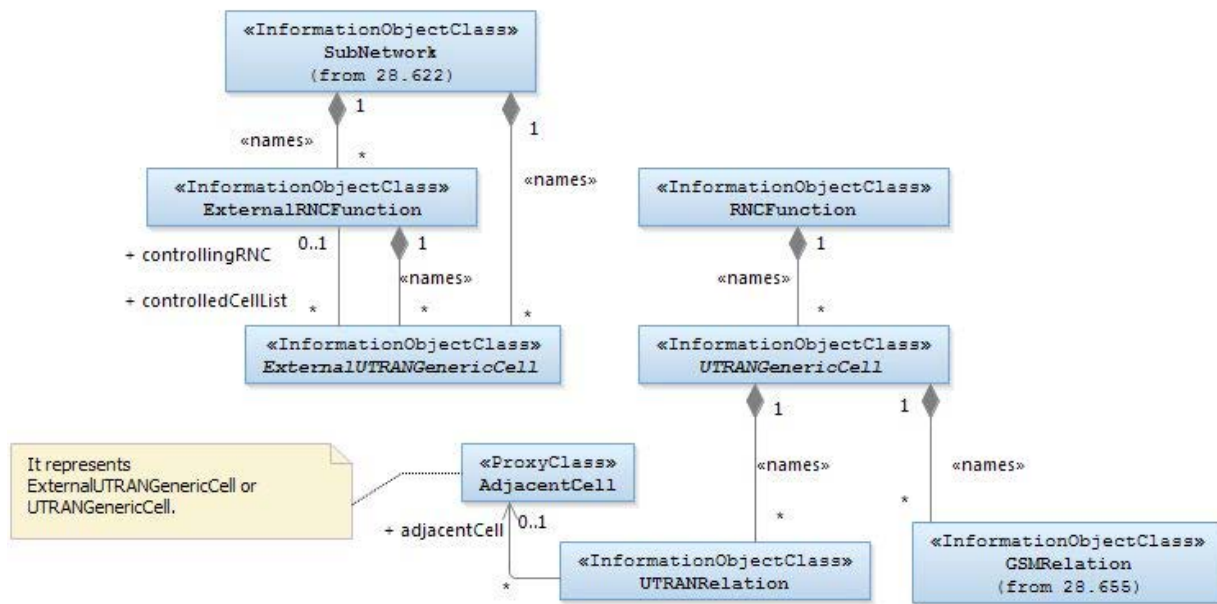 «InformationObjectClass»
SubNetwork
(from 28.622)
1
1
«names»
*
«names»
«InformationObjectClass»
ExternalRNCFunction
«InformationObjectClass»
RNCFunction
0..1
1
1
+ controllingRNC
«names»
«names»
+ controlledCellList
*
*
*
*
«InformationObjectClass»
ExternalUTRANGenericCell
«InformationObjectClass»
UTRANGenericCell
1
1
It represents
ExternalUTRANGenericCell or
UTRANGenericCell.
«ProxyClass»
AdjacentCell
«names»
«names»
+ adjacentCell
0..1
*
*
*
«InformationObjectClass»
UTRANRelation
«InformationObjectClass»
GSMRelation
(from 28.655)